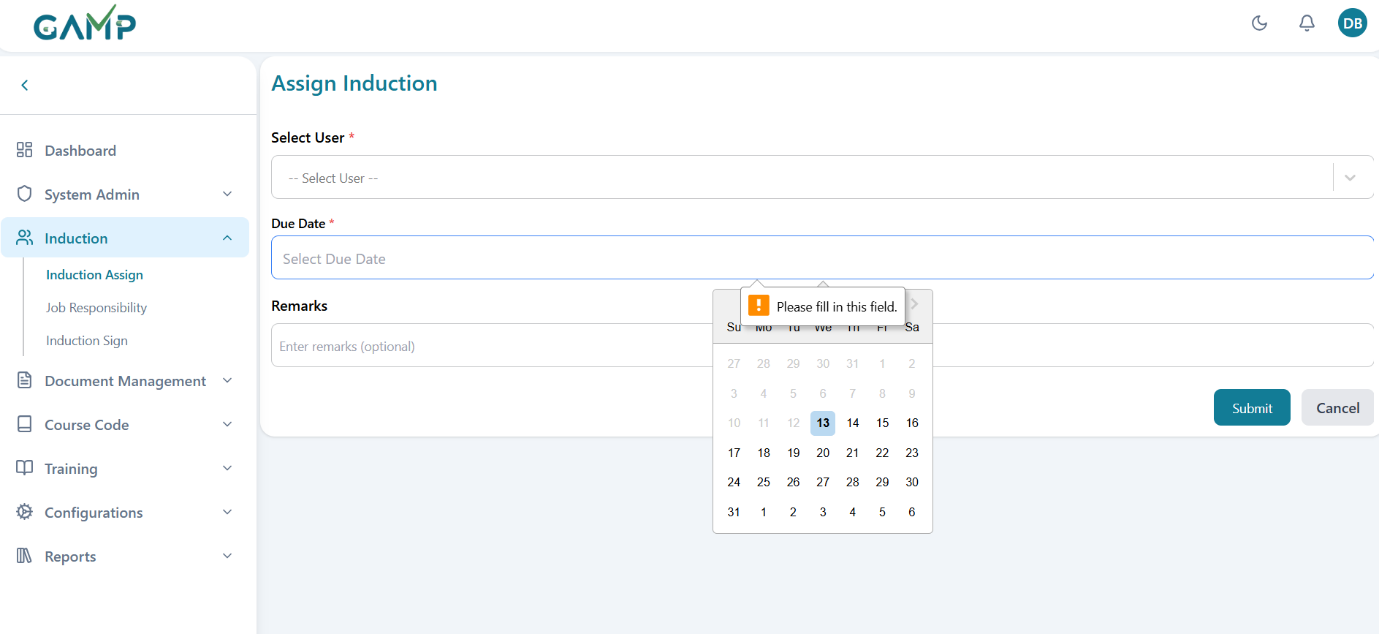 GAMP
DB
Assign Induction
Select User *
-- Select User --
Due Date *
Select Due Date
Please fill in this field.
Remarks
Enter remarks (optional)
Su Mo Tu We Th Fr Sa
27 28 29 30 31 1 2
3 4 5 6 7 8 9
10 11 12 13 14 15 16
17 18 19 20 21 22 23
24 25 26 27 28 29 30
31 1 2 3 4 5 6
Submit
Cancel
Dashboard
System Admin
Induction
Induction Assign
Job Responsibility
Induction Sign
Document Management
Course Code
Training
Configurations
Reports